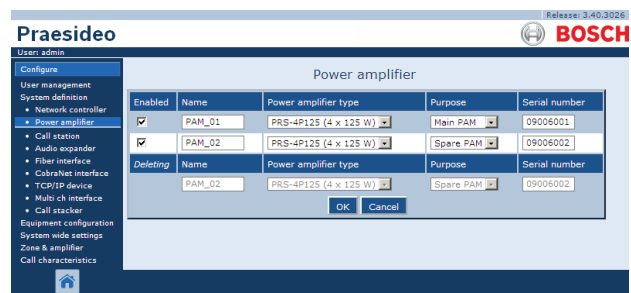 Release: 3.40.3026
Praesideo
BOSCH
User: admin
Configure
User management
System definition
• Network controller
• Power amplifier
• Call station
• Audio expander
• Fiber interface
• CobraNet interface
• TCP/IP device
• Multi ch interface
• Call stacker
Equipment configuration
System wide settings
Zone & amplifier
Call characteristics
Power amplifier
Enabled Name Power amplifier type Purpose Serial number
PAM_01 PRS-4P125 (4 x 125 W) Main PAM 09006001
PAM_02 PRS-4P125 (4 x 125 W) Spare PAM 09006002
Deleting Name Power amplifier type Purpose Serial number
PAM_02 PRS-4P125 (4 x 125 W) Spare PAM 09006002
OK Cancel